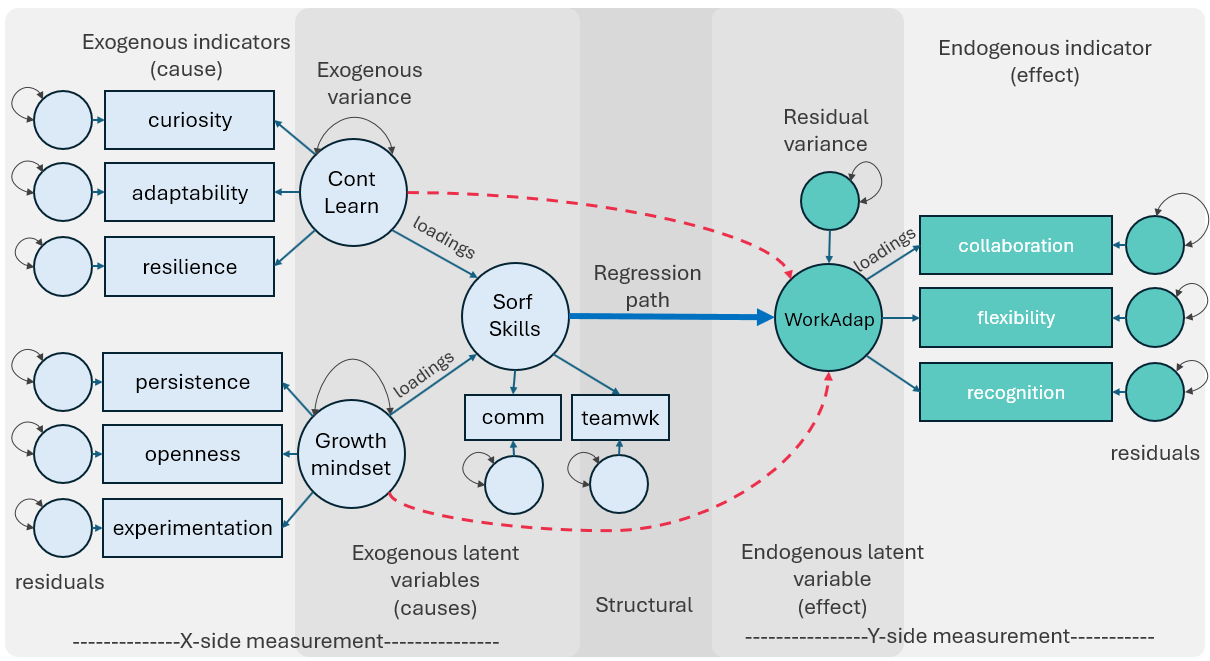 Exogenous indicators
(cause)
Exogenous
variance
Endogenous indicator
(effect)
Residual
variance
curiosity
adaptability
resilience
Cont
Learn
loadings
Regression
path
Sorf
Skills
WorkAdap
loadings
collaboration
flexibility
recognition
residuals
persistence
openness
experimentation
residuals
Growth
mindset
loadings
comm
teamwk
Exogenous latent
variables
(causes)
Structural
Endogenous latent
variable
(effect)
--------------X-side measurement---------------
----------------Y-side measurement-----------